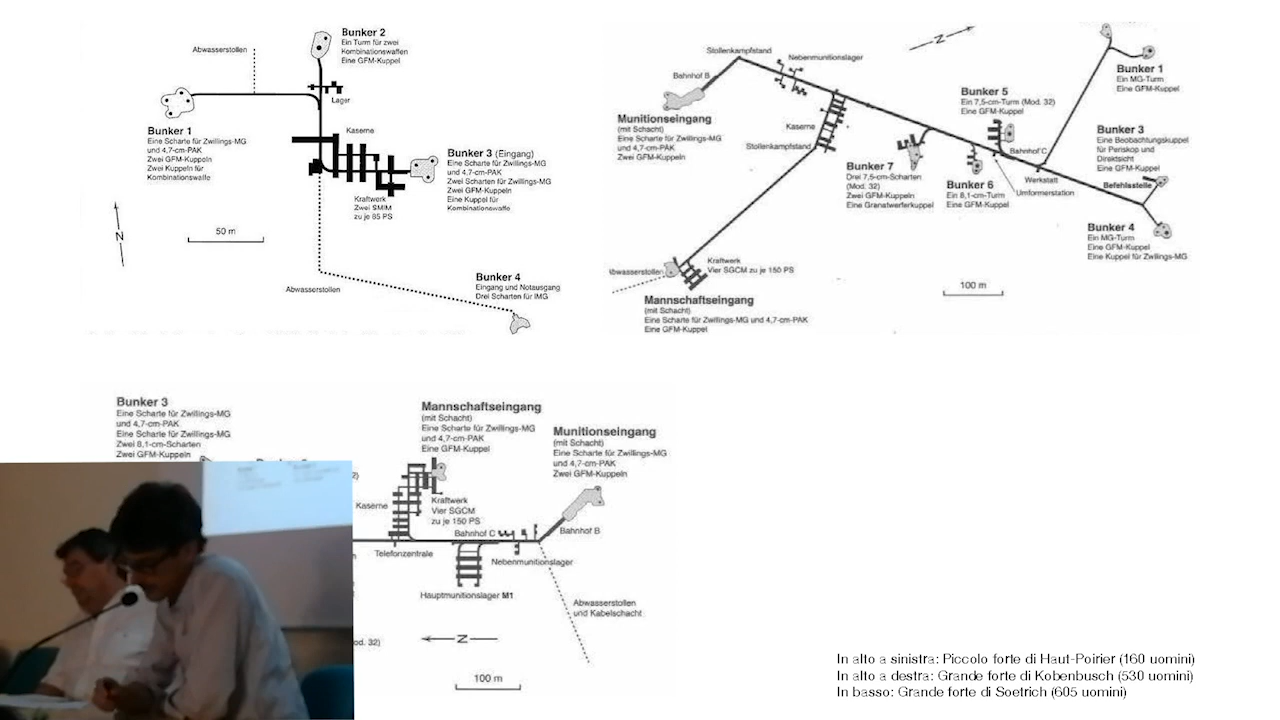 Abwasserstollen
Bunker 2
Ein Turm für zwei
Kombinationswaffen
Eine GFM-Kuppel
Lager
Bunker 1
Eine Scharte für Zwillings-MG
und 4,7-cm-PAK
Zwei GFM-Kuppeln
Zwei Kuppeln für
Kombinationswaffe
Kaserne
Bunker 3 (Eingang)
Eine Scharte für Zwillings-MG
und 4,7-cm-PAK
Zwei Scharten für Zwillings-MG
Zwei GFM-Kuppeln
Eine Kuppel für
Kombinationswaffe
Kraftwerk
Zwei SMIM
zu je 85 PS
N
50 m
Abwasserstollen
Bunker 4
Eingang und Notausgang
Drei Scharten für IMG
N
Stollenkampfstand
Nebenmunitionslager
Bahnhof B
Munitionseingang
(mit Schacht)
Eine Scharte für Zwillings-MG
und 4,7-cm-PAK
Zwei GFM-Kuppeln
Kaserne
Stollenkampfstand
Bunker 5
Ein 7,5-cm-Turm (Mod. 32)
Eine GFM-Kuppel
Bunker 1
Ein MG-Turm
Eine GFM-Kuppel
Bunker 3
Eine Beobachtungskuppel
für Periskop und
Direktsicht
Eine GFM-Kuppel
Bahnhof C
Bunker 7
Drei 7,5-cm-Scharten
(Mod. 32)
Zwei GFM-Kuppeln
Eine Granatwerferkuppel
Bunker 6
Ein 8,1-cm-Turm
Eine GFM-Kuppel
Werkstatt
Umformerstation
Befehlsstelle
Bunker 4
Ein MG-Turm
Eine GFM-Kuppel
Eine Kuppel für Zwillings-MG
Abwasserstollen
Kraftwerk
Vier SGCM zu je 150 PS
Mannschaftseingang
(mit Schacht)
Eine Scharte für Zwillings-MG und 4,7-cm-PAK
Eine GFM-Kuppel
100 m
Bunker 3
Eine Scharte für Zwillings-MG
und 4,7-cm-PAK
Eine Scharte für Zwillings-MG
Zwei 8,1-cm-Scharten
Zwei GFM-Kuppeln
Mannschaftseingang
(mit Schacht)
Eine Scharte für Zwillings-MG
und 4,7-cm-PAK
Eine GFM-Kuppel
Munitionseingang
(mit Schacht)
Eine Scharte für Zwillings-MG
und 4,7-cm-PAK
Zwei GFM-Kuppeln
Kaserne
Kraftwerk
Vier SGCM
zu je 150 PS
Bahnhof C
Bahnhof B
Telefonzentrale
Nebenmunitionslager
Hauptmunitionslager M1
Abwasserstollen
und Kabelschacht
N
100 m
In alto a sinistra: Piccolo forte di Haut-Poirier (160 uomini)
In alto a destra: Grande forte di Kobenbusch (530 uomini)
In basso: Grande forte di Soetrich (605 uomini)